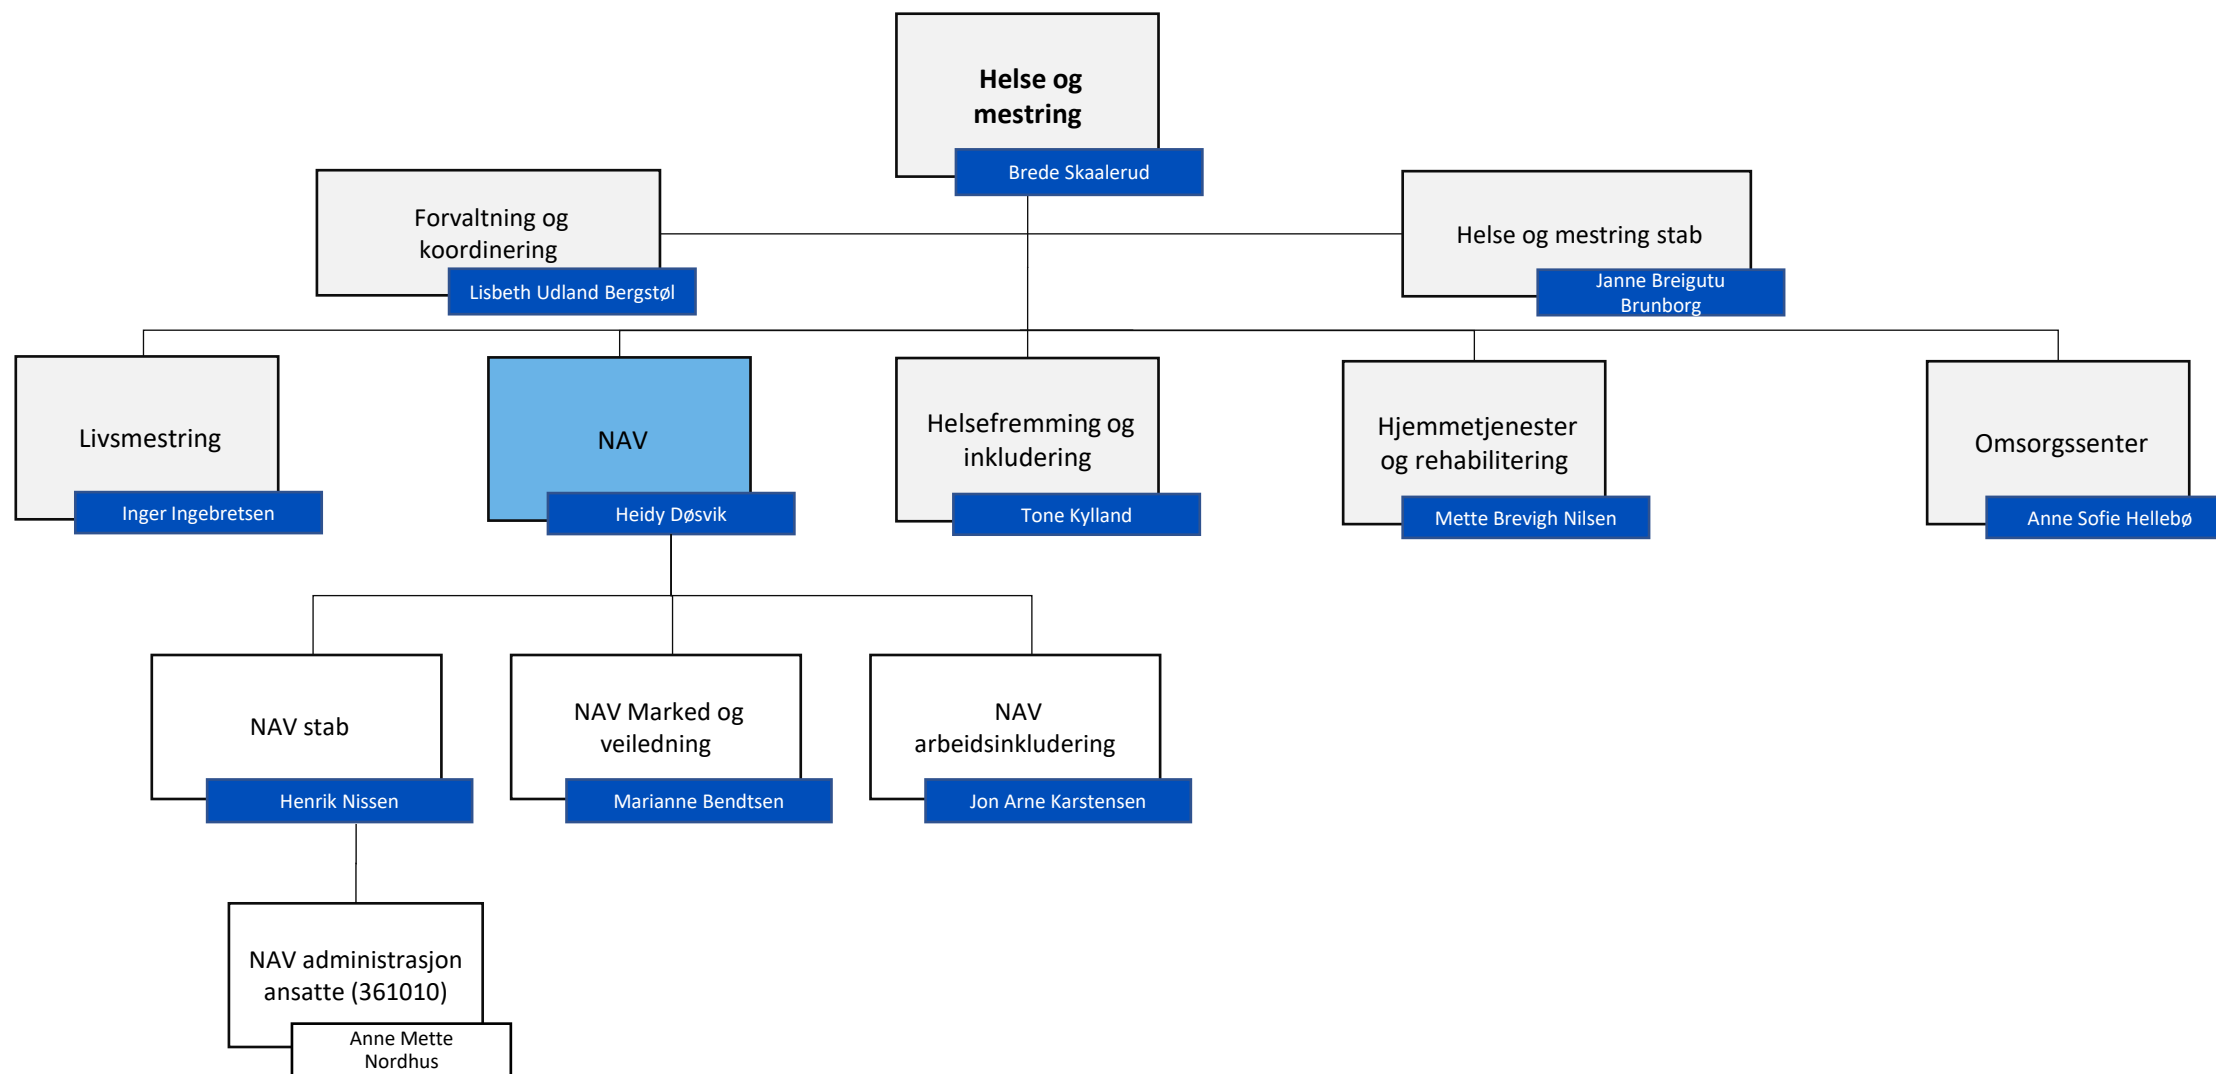 Helse og
mestring
Brede Skaalerud
Forvaltning og
koordinering
Lisbeth Udland Bergstøl
Helse og mestring stab
Janne Breigutu
Brunborg
Livsmestring
Inger Ingebretsen
NAV
Heidy Døsvik
Helsefremming og
inkludering
Tone Kylland
Hjemmetjenester
og rehabilitering
Mette Brevigh Nilsen
Omsorgssenter
Anne Sofie Hellebø
NAV stab
Henrik Nissen
NAV Marked og
veiledning
Marianne Bendtsen
NAV
arbeidsinkludering
Jon Arne Karstensen
NAV administrasjon
ansatte (361010)
Anne Mette
Nordhus